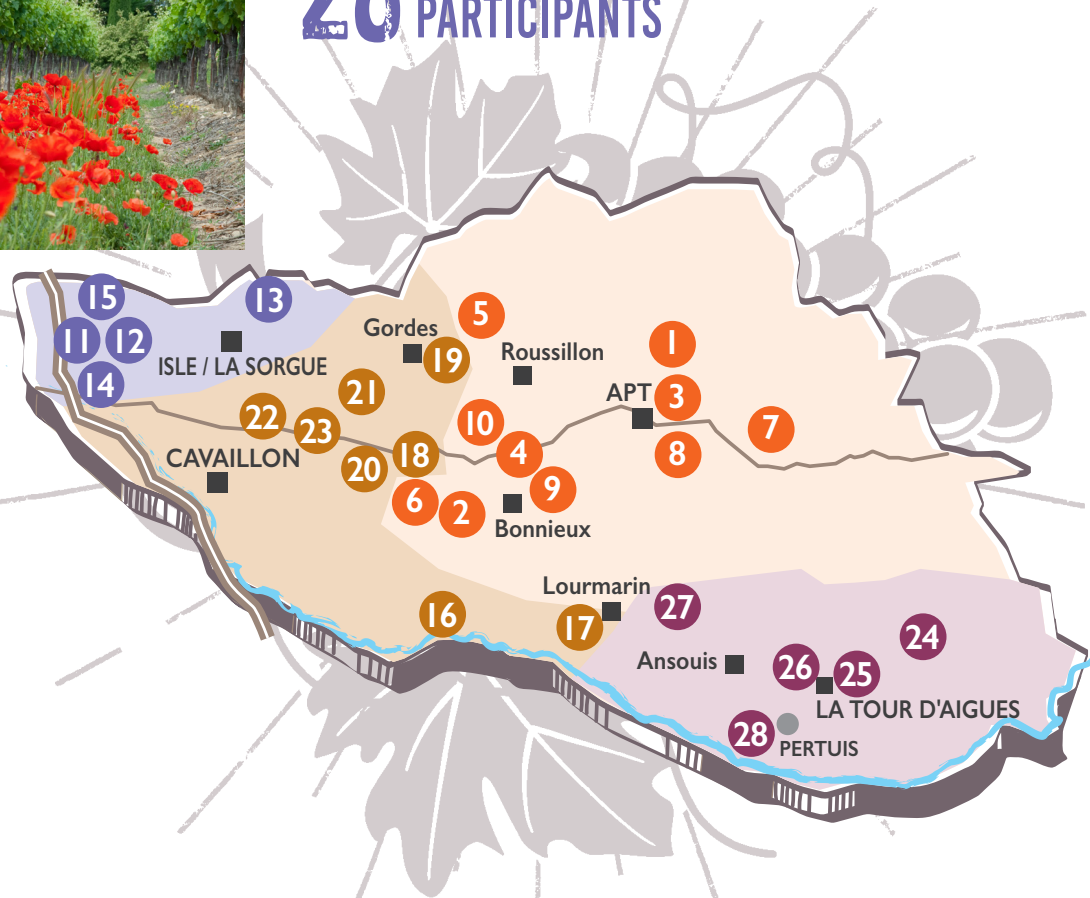 28 PARTICIPANTS
15
13
5
11
12
ISLE / LA SORGUE
Gordes
19
Roussillon
1
14
21
APT
3
22
23
10
7
CAVAILLON
20
18
4
8
6
2
9
Bonnieux
Lourmarin
16
17
27
24
Ansouis
26
25
LA TOUR D'AIGUES
28
PERTUIS